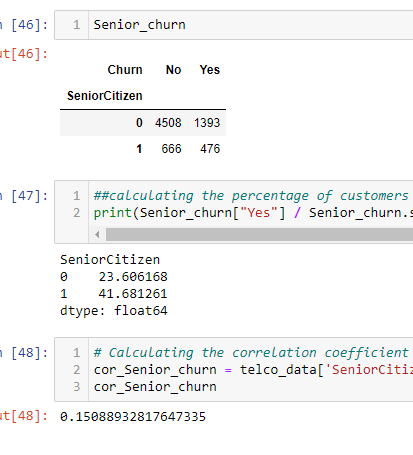 n [46]: 1 Senior_churn
ut[46]:
Churn No Yes
SeniorCitizen
0 4508 1393
1 666 476
n [47]: 1 ##calculating the percentage of customers
2 print(Senior_churn["Yes"] / Senior_churn.s
SeniorCitizen
0 23.606168
1 41.681261
dtype: float64
n [48]: 1 # Calculating the correlation coefficient
2 cor_Senior_churn = telco_data['SeniorCitiz
3 cor_Senior_churn
ut[48]: 0.15088932817647335